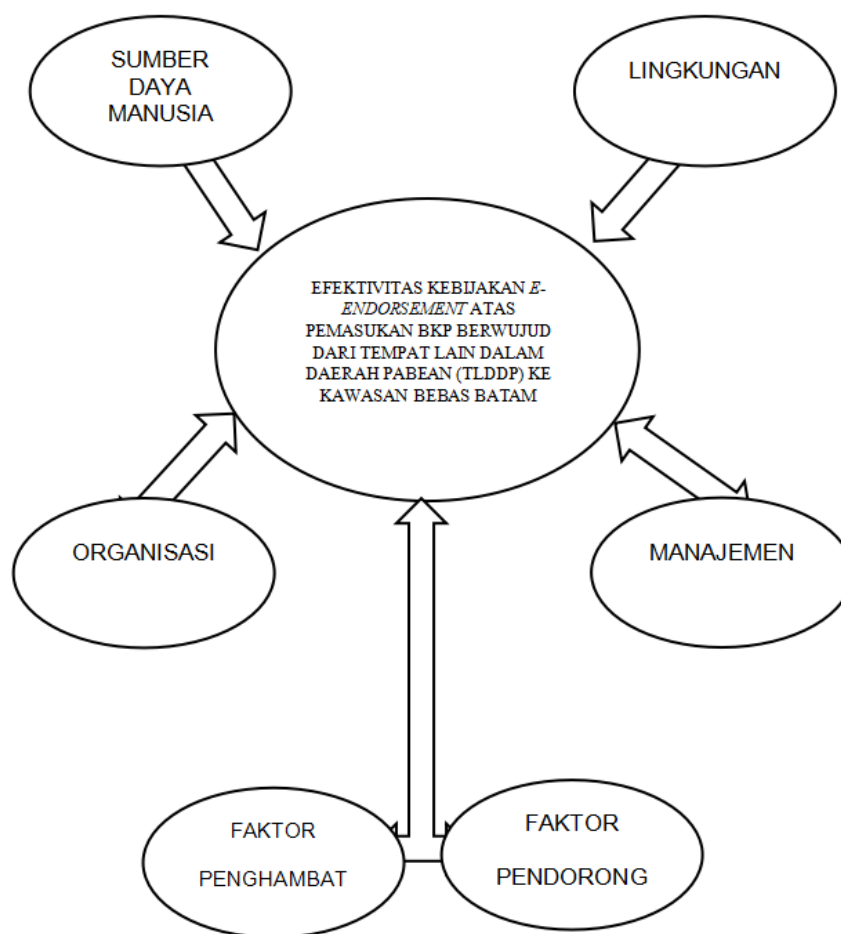 SUMBER
DAYA
MANUSIA
LINGKUNGAN
EFEKTIVITAS KEBIJAKAN E-
ENDORSEMENT ATAS
PEMASUKAN BKP BERWUJUD
DARI TEMPAT LAIN DALAM
DAERAH PABEAN (TLDDP) KE
KAWASAN BEBAS BATAM
ORGANISASI
MANAJEMEN
FAKTOR
PENGHAMBAT
FAKTOR
PENDORONG